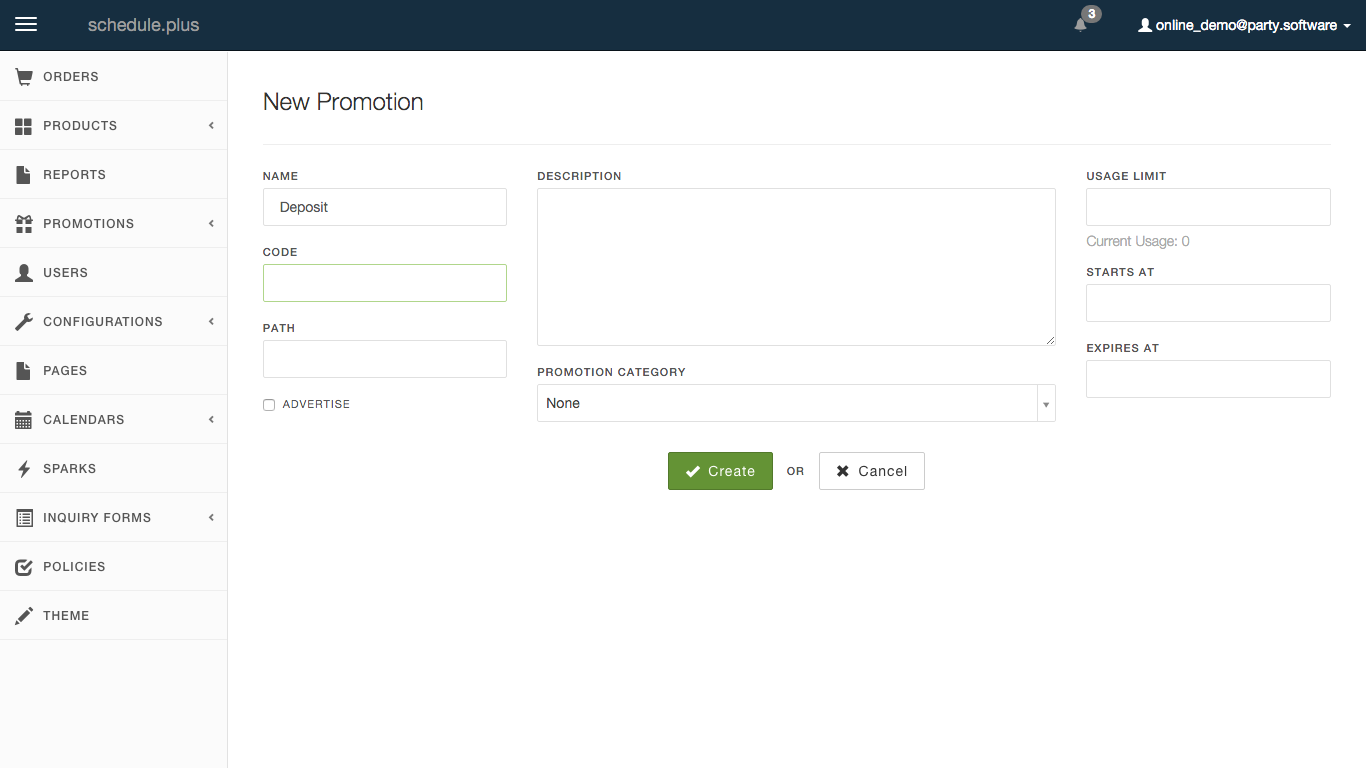 schedule.plus
3
online_demo@party.software
ORDERS
PRODUCTS
REPORTS
PROMOTIONS
USERS
CONFIGURATIONS
PAGES
CALENDARS
SPARKS
INQUIRY FORMS
POLICIES
THEME
New Promotion
NAME
Deposit
CODE
PATH
ADVERTISE
DESCRIPTION
PROMOTION CATEGORY
None
USAGE LIMIT
Current Usage: 0
STARTS AT
EXPIRES AT
Create OR Cancel